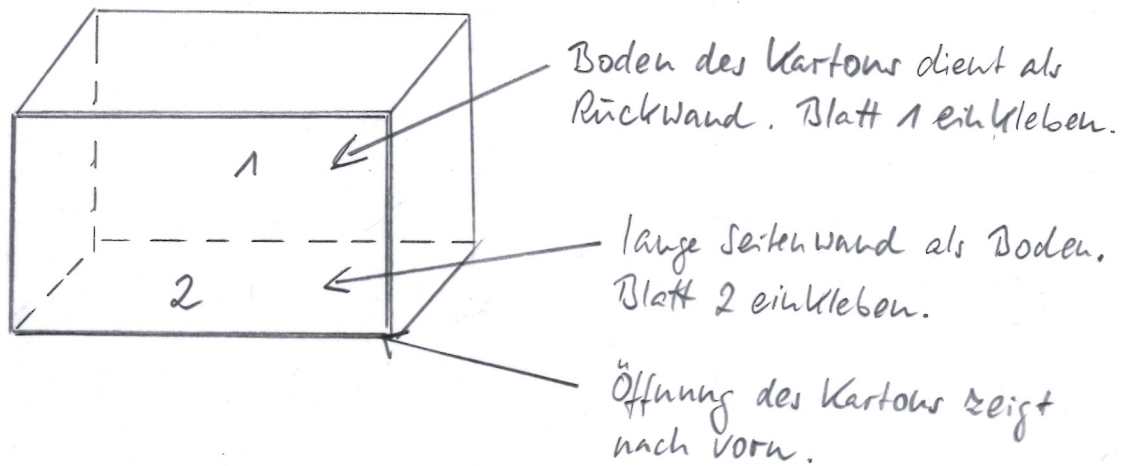 Boden des Kartons dient als
Rückwand. Blatt 1 einkleben.
1
lange Seitenwand als Boden.
Blatt 2 einkleben.
2
Öffnung des Kartons zeigt
nach vorn.